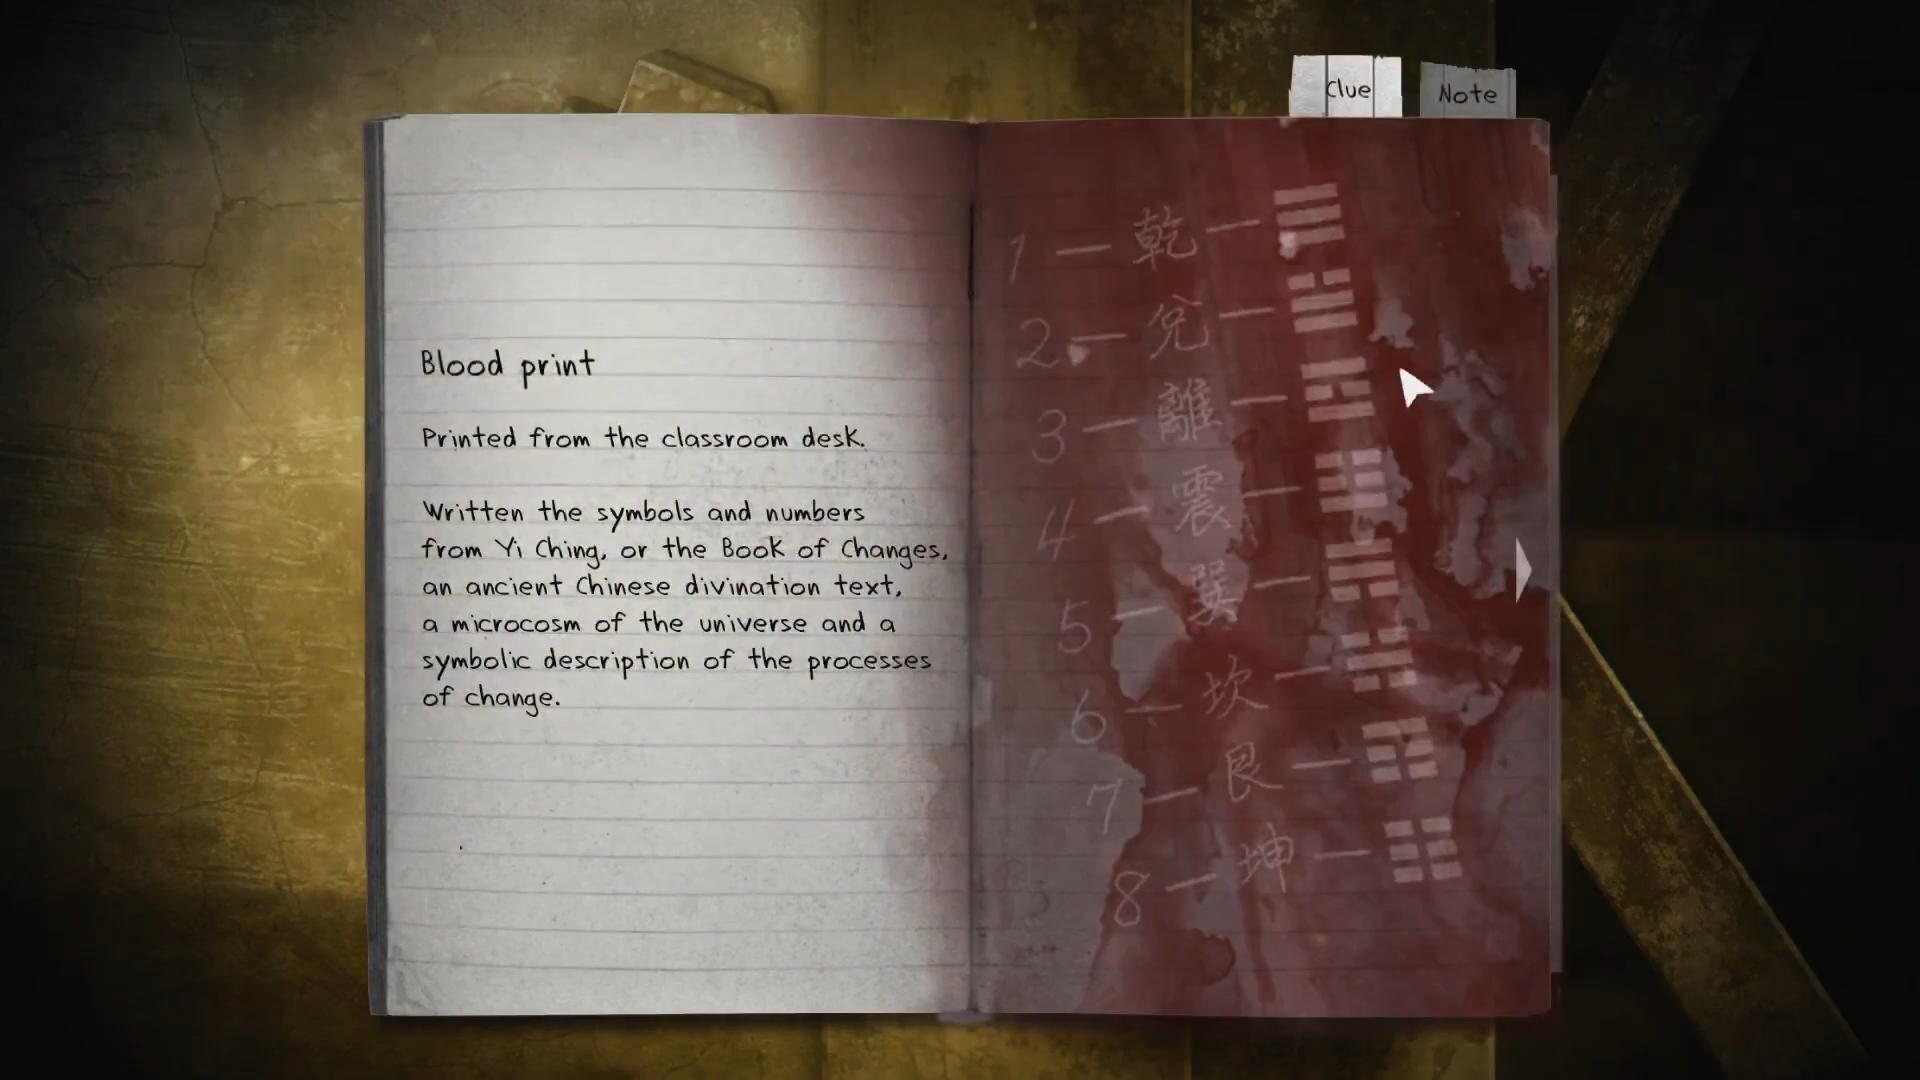 Clue
Note
Blood print
Printed from the classroom desk.
Written the symbols and numbers
from Yi Ching, or the Book of Changes,
an ancient Chinese divination text,
a microcosm of the universe and a
symbolic description of the processes
of change.
1 — 乾 — ☰
2 — 兌 — ☱
3 — 離 — ☲
4 — 震 — ☳
5 — 巽 — ☴
6 — 坎 — ☵
7 — 艮 — ☶
8 — 坤 — ☷